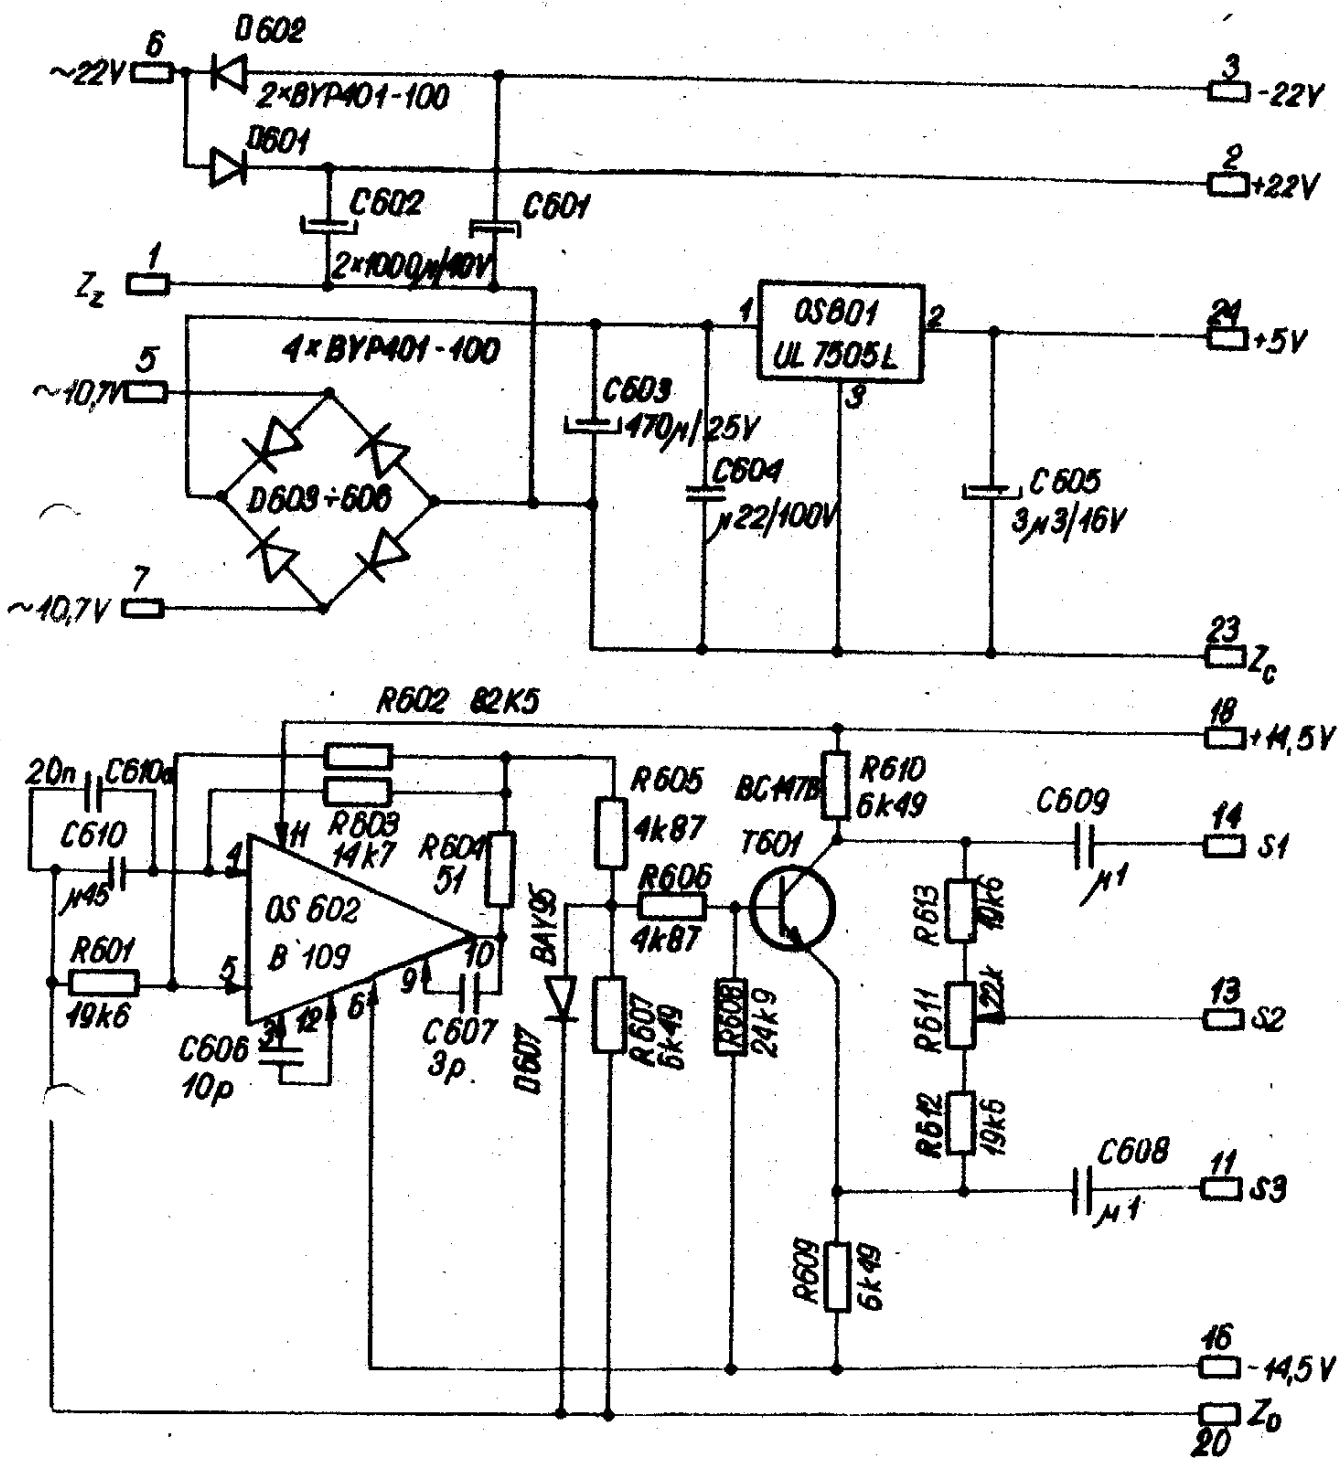 D602
6
~22V
2×BYP401-100
3
-22V
D601
2
+22V
C602
C601
2×1000μ/40V
1
Zz
1
OS801
UL 7505L
2
3
24
+5V
4×BYP401-100
5
~10,7V
C603
470μ/25V
C604
μ22/100V
C605
3μ3/16V
D603÷606
7
~10,7V
23
Zc
R602 82K5
18
+14,5V
20n
C610a
C610
μ45
R603
14k7
R604
51
R605
4k87
BC147B
R610
6k49
C609
μ1
14
S1
T601
11
4
OS 602
B 109
10
R606
4k87
BAY95
R613
19k6
R601
19k6
5
3
12
6
9
C606
10p
C607
3p
D607
R607
6k49
R608
24k9
R611
22k
13
S2
R612
19k6
C608
μ1
11
S3
R609
6k49
16
-14,5V
Z0
20